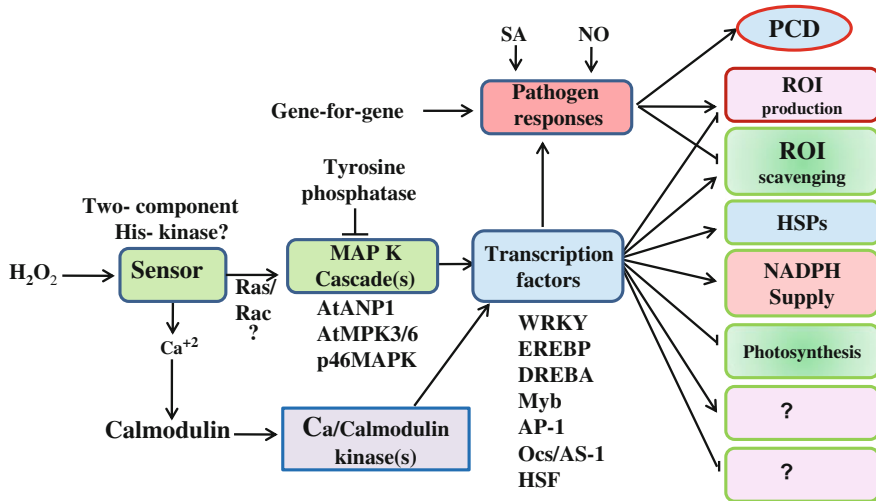 SA
NO
PCD
Gene-for-gene
Pathogen
responses
ROI
production
ROI
scavenging
Tyrosine
phosphatase
Two- component
His- kinase?
H₂O₂
Sensor
Ras/
Rac
?
MAP K
Cascade(s)
AtANP1
AtMPK3/6
p46MAPK
Transcription
factors
WRKY
EREBP
DREBA
Myb
AP-1
Ocs/AS-1
HSF
HSPs
NADPH
Supply
Photosynthesis
?
?
Ca⁺²
Calmodulin
Ca/Calmodulin
kinase(s)